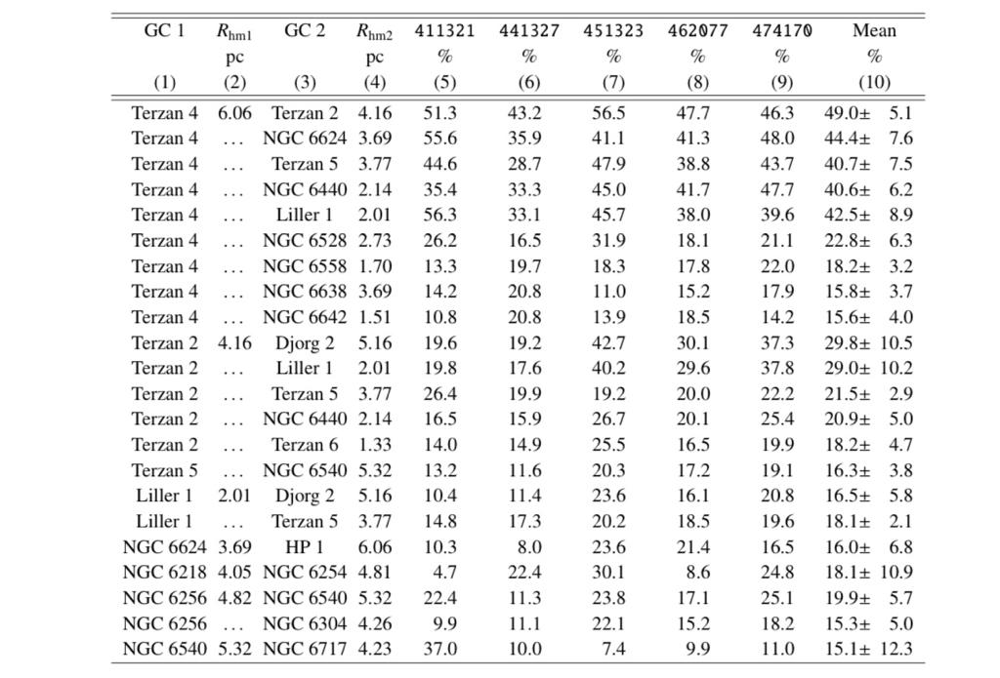 GC 1 Rhm1 GC 2 Rhm2 411321 441327 451323 462077 474170 Mean
pc pc % % % % % %
(1) (2) (3) (4) (5) (6) (7) (8) (9) (10)
Terzan 4 6.06 Terzan 2 4.16 51.3 43.2 56.5 47.7 46.3 49.0± 5.1
Terzan 4 ... NGC 6624 3.69 55.6 35.9 41.1 41.3 48.0 44.4± 7.6
Terzan 4 ... Terzan 5 3.77 44.6 28.7 47.9 38.8 43.7 40.7± 7.5
Terzan 4 ... NGC 6440 2.14 35.4 33.3 45.0 41.7 47.7 40.6± 6.2
Terzan 4 ... Liller 1 2.01 56.3 33.1 45.7 38.0 39.6 42.5± 8.9
Terzan 4 ... NGC 6528 2.73 26.2 16.5 31.9 18.1 21.1 22.8± 6.3
Terzan 4 ... NGC 6558 1.70 13.3 19.7 18.3 17.8 22.0 18.2± 3.2
Terzan 4 ... NGC 6638 3.69 14.2 20.8 11.0 15.2 17.9 15.8± 3.7
Terzan 4 ... NGC 6642 1.51 10.8 20.8 13.9 18.5 14.2 15.6± 4.0
Terzan 2 4.16 Djorg 2 5.16 19.6 19.2 42.7 30.1 37.3 29.8± 10.5
Terzan 2 ... Liller 1 2.01 19.8 17.6 40.2 29.6 37.8 29.0± 10.2
Terzan 2 ... Terzan 5 3.77 26.4 19.9 19.2 20.0 22.2 21.5± 2.9
Terzan 2 ... NGC 6440 2.14 16.5 15.9 26.7 20.1 25.4 20.9± 5.0
Terzan 2 ... Terzan 6 1.33 14.0 14.9 25.5 16.5 19.9 18.2± 4.7
Terzan 5 ... NGC 6540 5.32 13.2 11.6 20.3 17.2 19.1 16.3± 3.8
Liller 1 2.01 Djorg 2 5.16 10.4 11.4 23.6 16.1 20.8 16.5± 5.8
Liller 1 ... Terzan 5 3.77 14.8 17.3 20.2 18.5 19.6 18.1± 2.1
NGC 6624 3.69 HP 1 6.06 10.3 8.0 23.6 21.4 16.5 16.0± 6.8
NGC 6218 4.05 NGC 6254 4.81 4.7 22.4 30.1 8.6 24.8 18.1± 10.9
NGC 6256 4.82 NGC 6540 5.32 22.4 11.3 23.8 17.1 25.1 19.9± 5.7
NGC 6256 ... NGC 6304 4.26 9.9 11.1 22.1 15.2 18.2 15.3± 5.0
NGC 6540 5.32 NGC 6717 4.23 37.0 10.0 7.4 9.9 11.0 15.1± 12.3